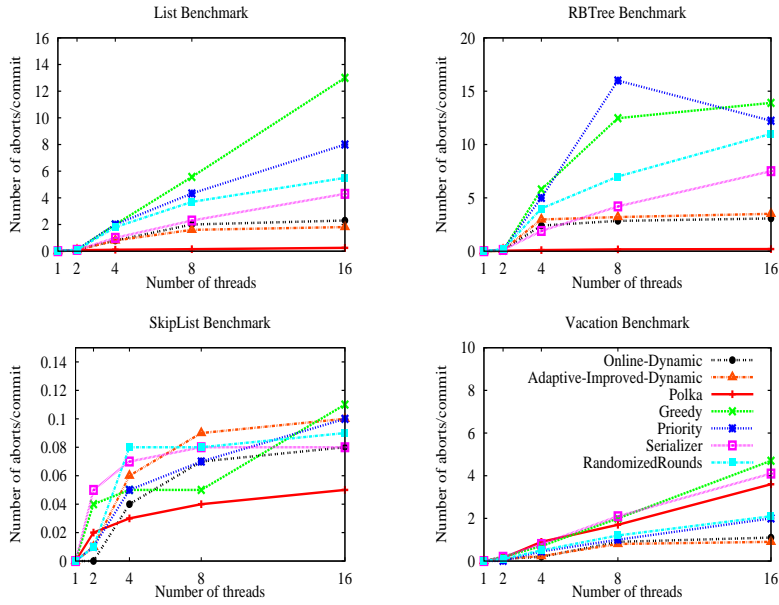 List Benchmark
Number of aborts/commit
16
14
12
10
8
6
4
2
0
1 2 4 8 16
Number of threads
RBTree Benchmark
Number of aborts/commit
20
15
10
5
0
1 2 4 8 16
Number of threads
SkipList Benchmark
Number of aborts/commit
0.14
0.12
0.1
0.08
0.06
0.04
0.02
0
1 2 4 8 16
Number of threads
Vacation Benchmark
Number of aborts/commit
10
8
6
4
2
0
Online-Dynamic
Adaptive-Improved-Dynamic
Polka
Greedy
Priority
Serializer
RandomizedRounds
1 2 4 8 16
Number of threads